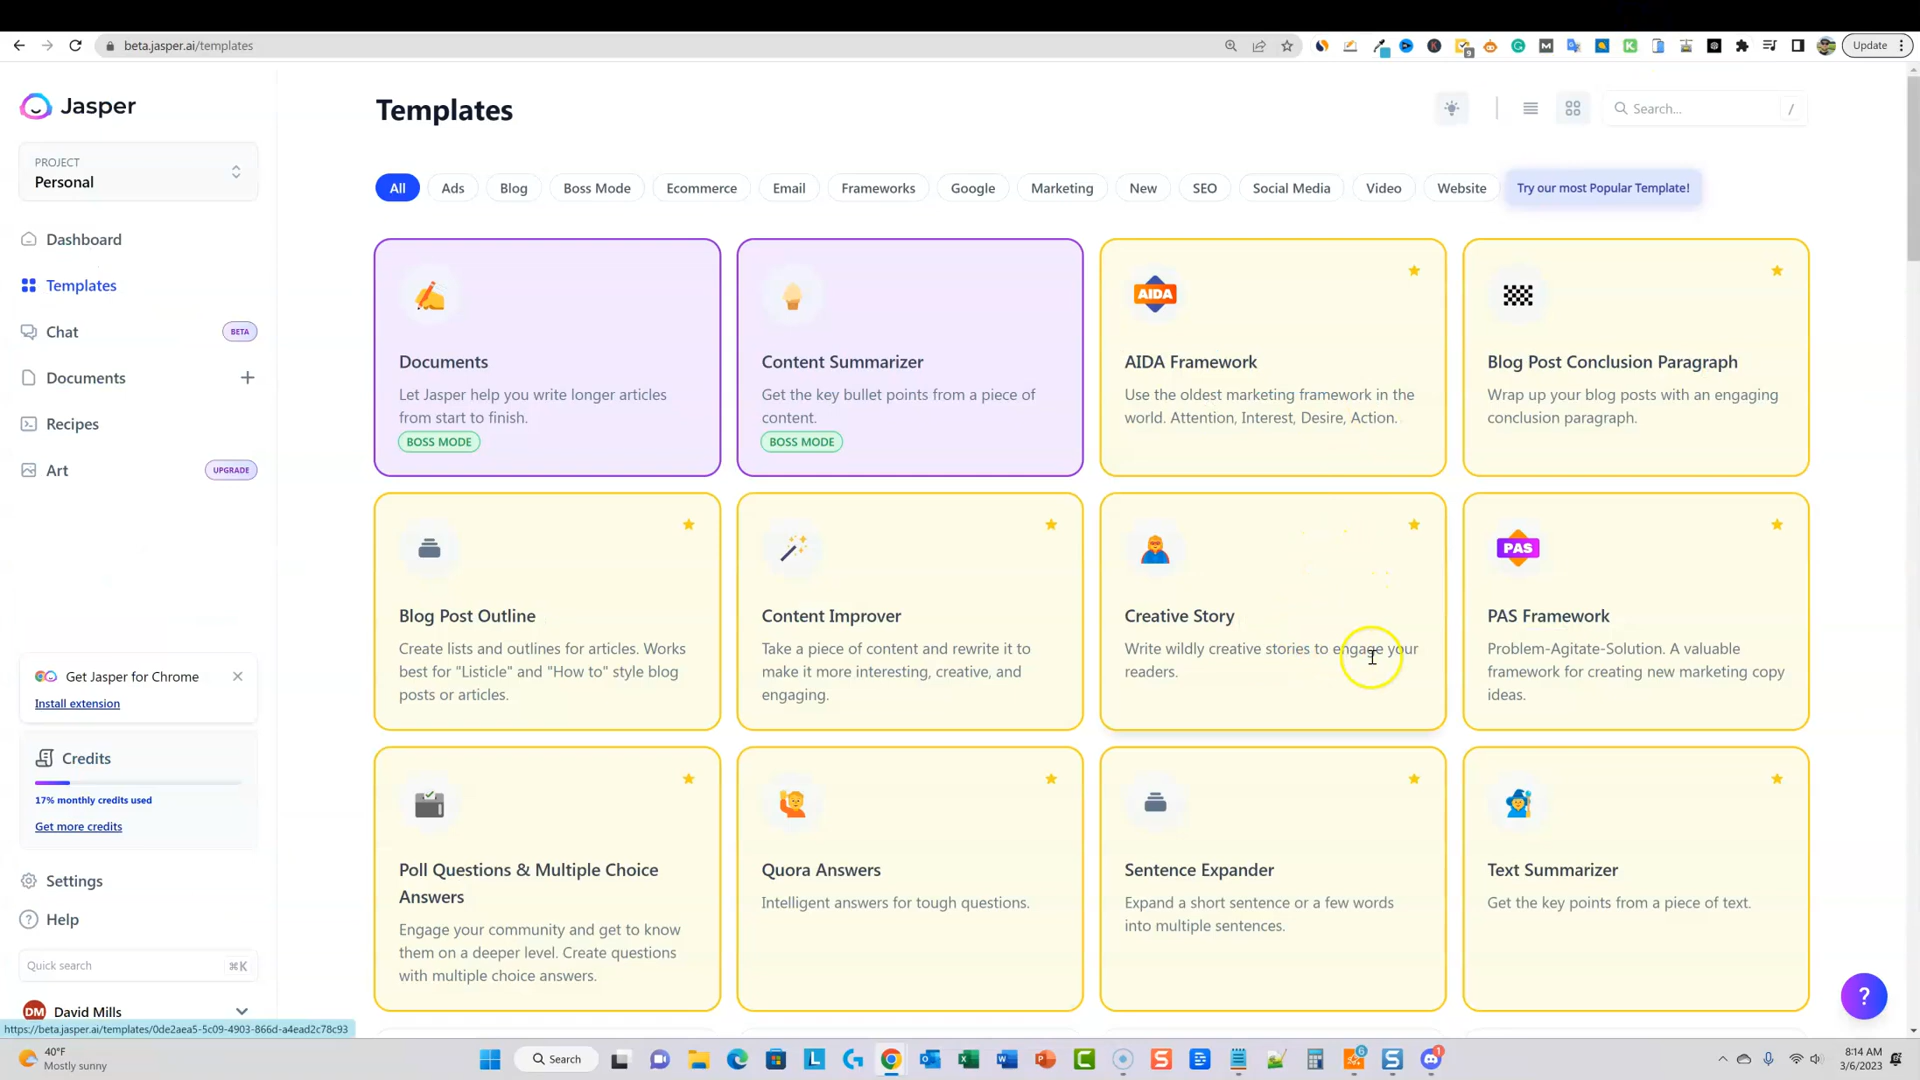 beta.jasper.ai/templates
Update
Jasper
PROJECT
Personal
Dashboard
Templates
Chat
BETA
Documents
Recipes
Art
UPGRADE
Get Jasper for Chrome
Install extension
Credits
17% monthly credits used
Get more credits
Settings
Help
Quick search
⌘K
DM
David Mills
https://beta.jasper.ai/templates/0de2aea5-5c09-4903-866d-a4ead2c78c93
Templates
Search...
/
All
Ads
Blog
Boss Mode
Ecommerce
Email
Frameworks
Google
Marketing
New
SEO
Social Media
Video
Website
Try our most Popular Template!
Documents
Let Jasper help you write longer articles
from start to finish.
BOSS MODE
Content Summarizer
Get the key bullet points from a piece of
content.
BOSS MODE
AIDA
AIDA Framework
Use the oldest marketing framework in the
world. Attention, Interest, Desire, Action.
Blog Post Conclusion Paragraph
Wrap up your blog posts with an engaging
conclusion paragraph.
Blog Post Outline
Create lists and outlines for articles. Works
best for "Listicle" and "How to" style blog
posts or articles.
Content Improver
Take a piece of content and rewrite it to
make it more interesting, creative, and
engaging.
Creative Story
Write wildly creative stories to engage your
readers.
PAS
PAS Framework
Problem-Agitate-Solution. A valuable
framework for creating new marketing copy
ideas.
Poll Questions & Multiple Choice
Answers
Engage your community and get to know
them on a deeper level. Create questions
with multiple choice answers.
Quora Answers
Intelligent answers for tough questions.
Sentence Expander
Expand a short sentence or a few words
into multiple sentences.
Text Summarizer
Get the key points from a piece of text.
?
40°F
Mostly sunny
Search
8:14 AM
3/6/2023